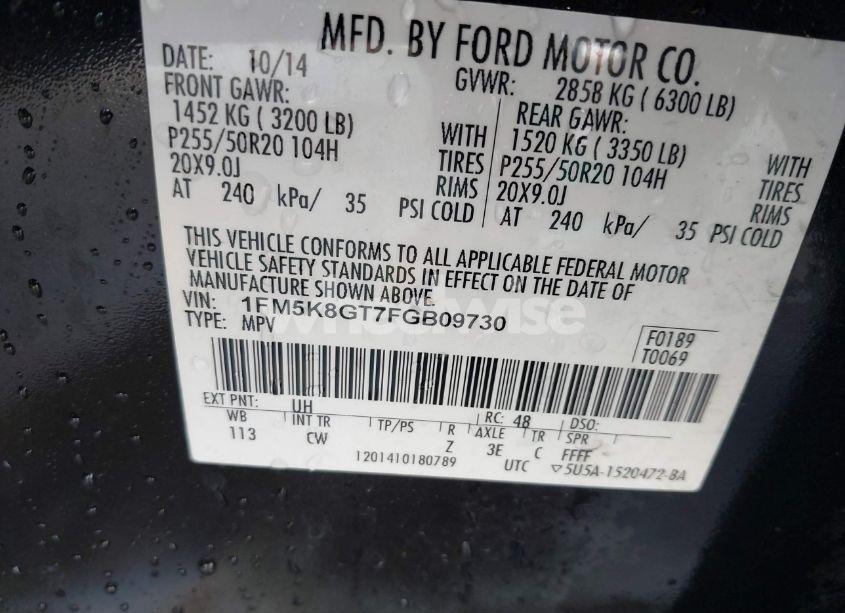 MFD. BY FORD MOTOR CO.
DATE: 10/14 GVWR: 2858 KG ( 6300 LB)
FRONT GAWR: REAR GAWR:
1452 KG ( 3200 LB) WITH 1520 KG ( 3350 LB) WITH
P255/50R20 104H TIRES P255/50R20 104H TIRES
20X9.0J RIMS 20X9.0J RIMS
AT 240 kPa/ 35 PSI COLD AT 240 kPa/ 35 PSI COLD
THIS VEHICLE CONFORMS TO ALL APPLICABLE FEDERAL MOTOR
VEHICLE SAFETY STANDARDS IN EFFECT ON THE DATE OF
MANUFACTURE SHOWN ABOVE.
VIN: 1FM5K8GT7FGB09730
TYPE: MPV
F0189
T0069
EXT PNT: UH RC: 48 DSO:
WB INT TR TP/PS R AXLE TR SPR
113 CW Z 3E C FFFF
1201410180789 UTC ▽5U5A-1520472-BA